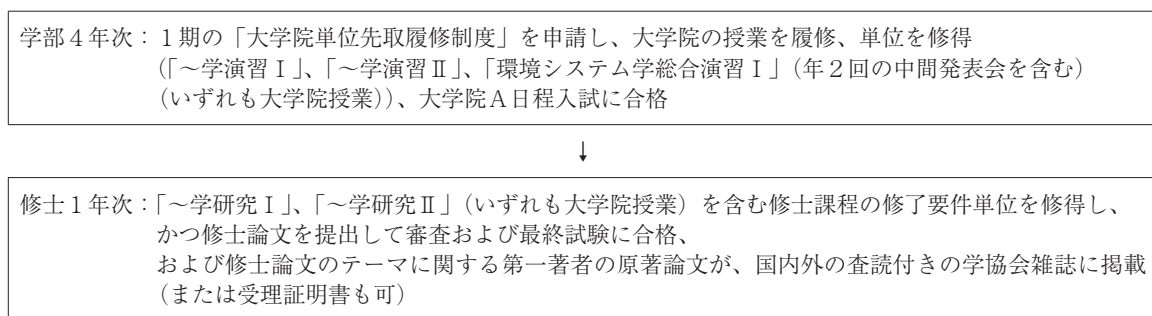 学部４年次：１期の「大学院単位先取履修制度」を申請し、大学院の授業を履修、単位を修得
（「～学演習Ⅰ」、「～学演習Ⅱ」、「環境システム学総合演習Ⅰ」（年２回の中間発表会を含む）
（いずれも大学院授業））、大学院Ａ日程入試に合格
↓
修士１年次：「～学研究Ⅰ」、「～学研究Ⅱ」（いずれも大学院授業）を含む修士課程の修了要件単位を修得し、
かつ修士論文を提出して審査および最終試験に合格、
および修士論文のテーマに関する第一著者の原著論文が、国内外の査読付きの学協会雑誌に掲載
（または受理証明書も可）